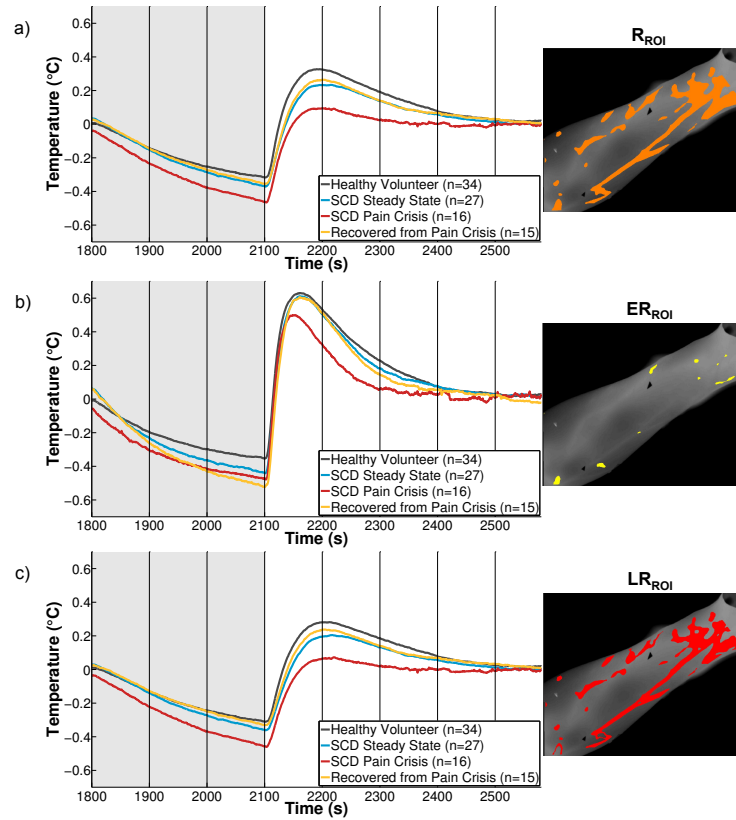 a)
0.6
0.4
0.2
0
−0.2
−0.4
−0.6
Temperature (°C)
1800 1900 2000 2100 2200 2300 2400 2500
Time (s)
Healthy Volunteer (n=34)
SCD Steady State (n=27)
SCD Pain Crisis (n=16)
Recovered from Pain Crisis (n=15)
R_ROI
b)
0.6
0.4
0.2
0
−0.2
−0.4
−0.6
Temperature (°C)
1800 1900 2000 2100 2200 2300 2400 2500
Time (s)
Healthy Volunteer (n=34)
SCD Steady State (n=27)
SCD Pain Crisis (n=16)
Recovered from Pain Crisis (n=15)
ER_ROI
c)
0.6
0.4
0.2
0
−0.2
−0.4
−0.6
Temperature (°C)
1800 1900 2000 2100 2200 2300 2400 2500
Time (s)
Healthy Volunteer (n=34)
SCD Steady State (n=27)
SCD Pain Crisis (n=16)
Recovered from Pain Crisis (n=15)
LR_ROI